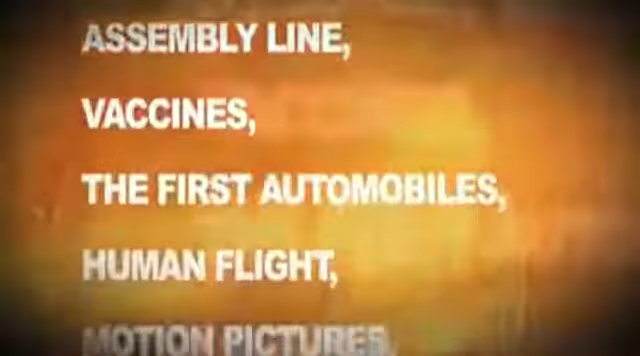 ASSEMBLY LINE,
VACCINES,
THE FIRST AUTOMOBILES,
HUMAN FLIGHT,
MOTION PICTURES,